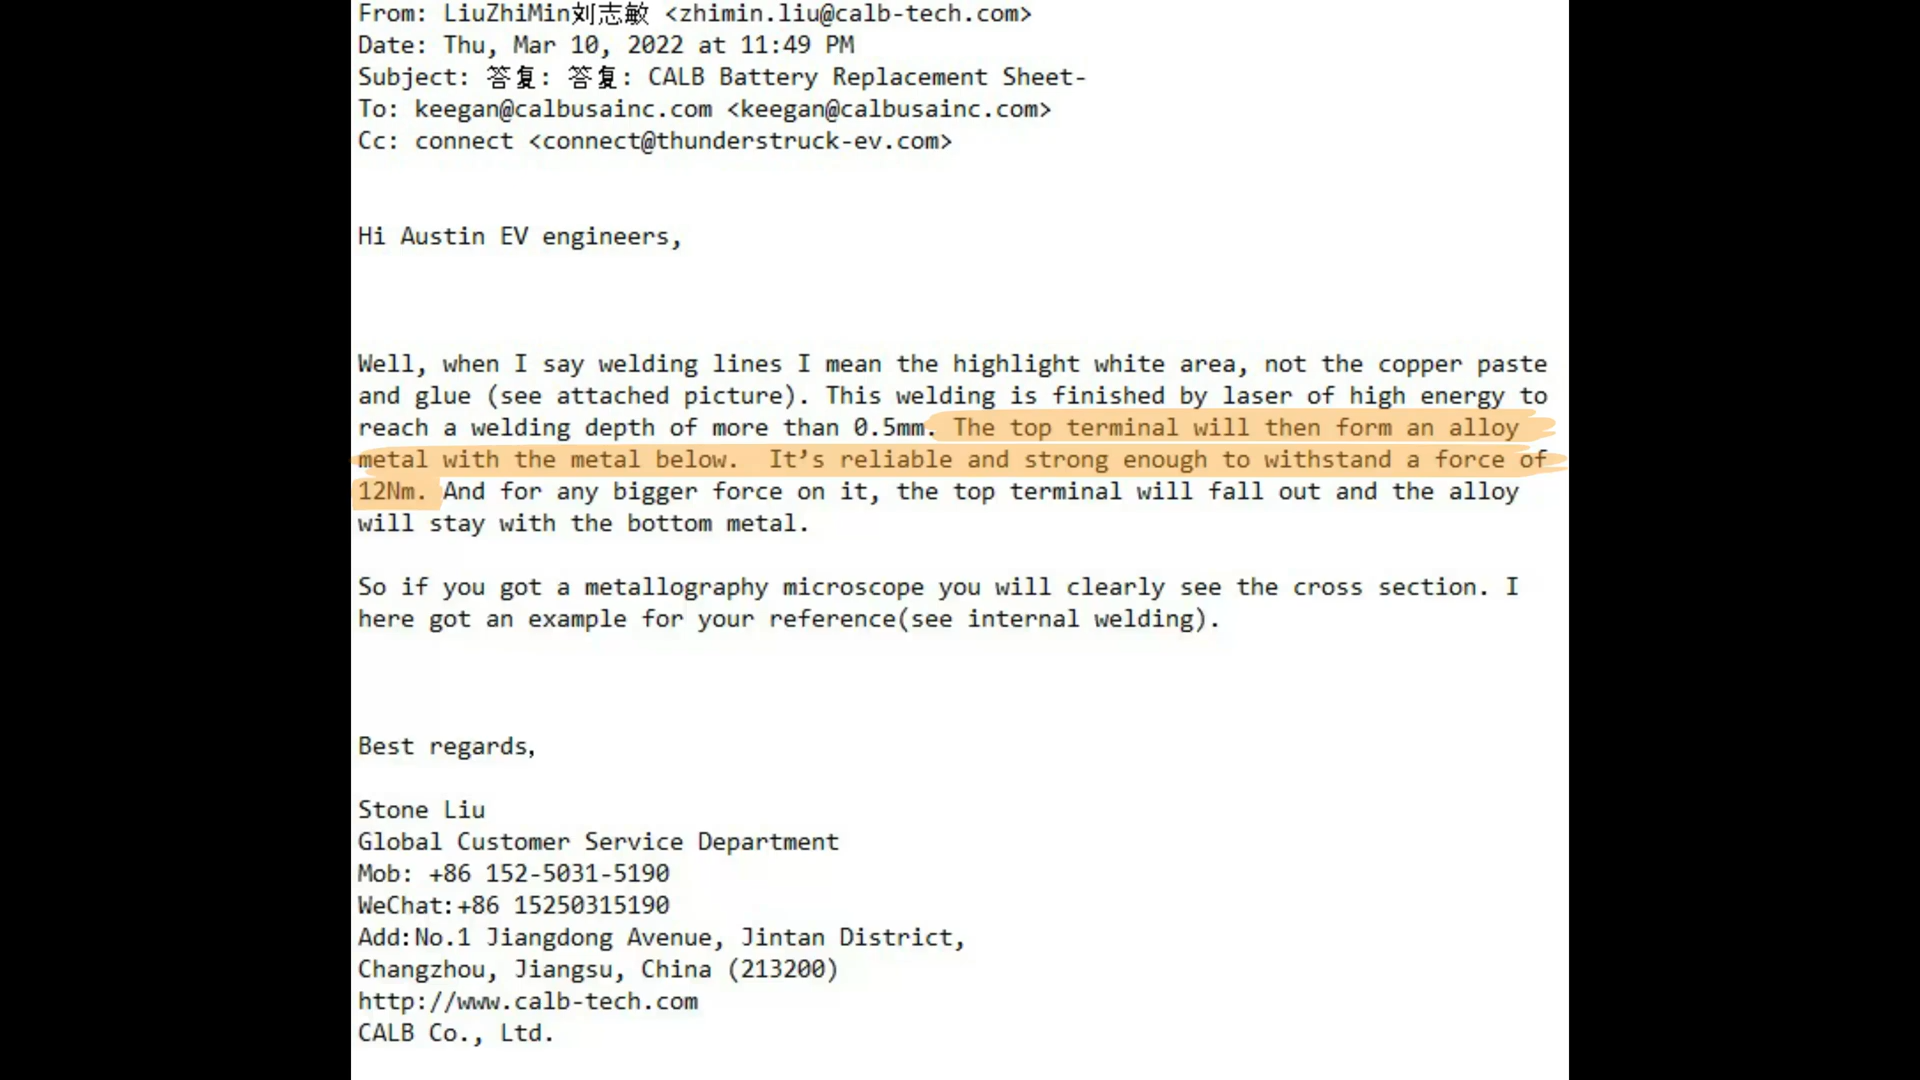 From: LiuZhiMin刘志敏 <zhimin.liu@calb-tech.com>
Date: Thu, Mar 10, 2022 at 11:49 PM
Subject: 答复: 答复: CALB Battery Replacement Sheet-
To: keegan@calbusainc.com <keegan@calbusainc.com>
Cc: connect <connect@thunderstruck-ev.com>
Hi Austin EV engineers,
Well, when I say welding lines I mean the highlight white area, not the copper paste
and glue (see attached picture). This welding is finished by laser of high energy to
reach a welding depth of more than 0.5mm. The top terminal will then form an alloy
metal with the metal below.  It’s reliable and strong enough to withstand a force of
12Nm. And for any bigger force on it, the top terminal will fall out and the alloy
will stay with the bottom metal.
So if you got a metallography microscope you will clearly see the cross section. I
here got an example for your reference(see internal welding).
Best regards,
Stone Liu
Global Customer Service Department
Mob: +86 152-5031-5190
WeChat:+86 15250315190
Add:No.1 Jiangdong Avenue, Jintan District,
Changzhou, Jiangsu, China (213200)
http://www.calb-tech.com
CALB Co., Ltd.